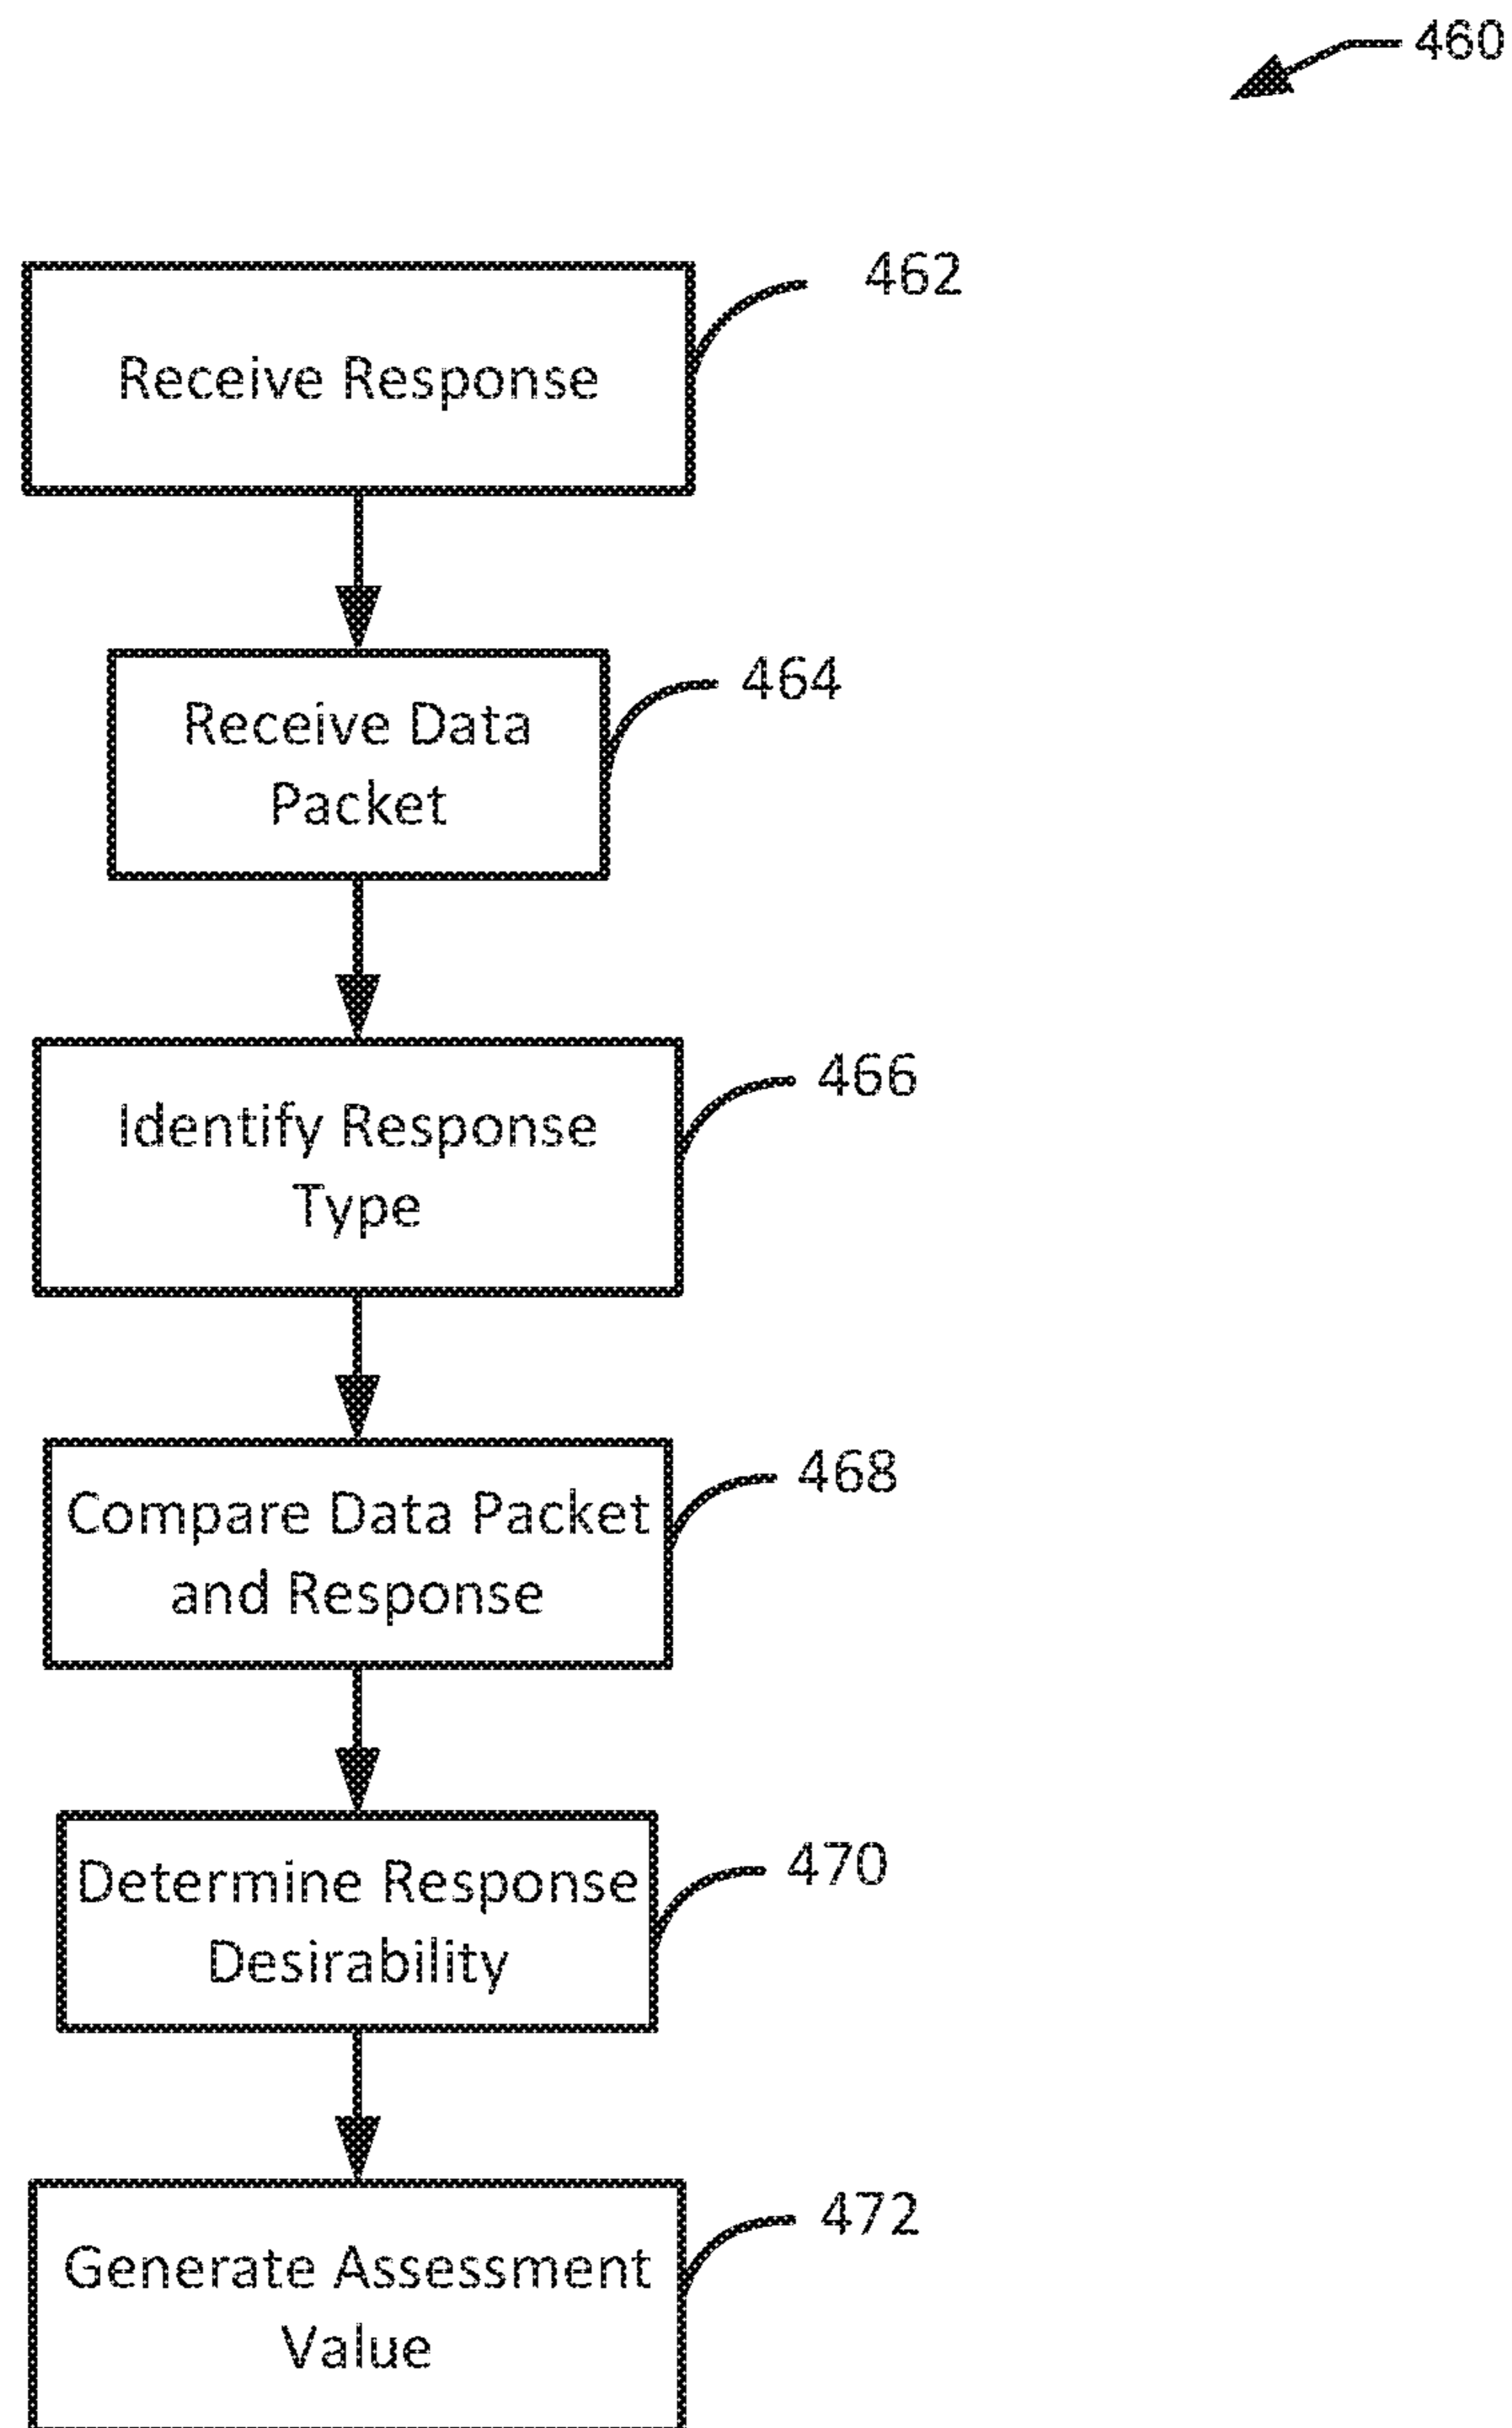 460
462
Receive Response
464
Receive Data
Packet
466
Identify Response
Type
468
Compare Data Packet
and Response
470
Determine Response
Desirability
472
Generate Assessment
Value